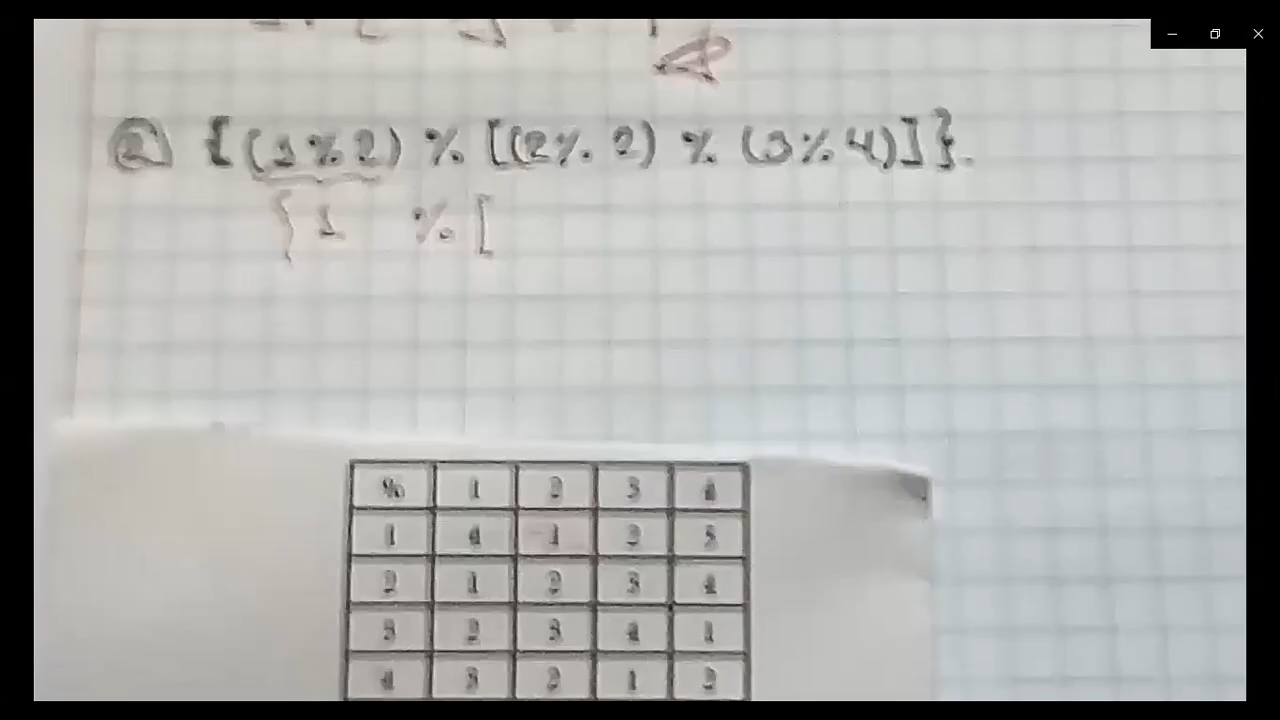 ② {(1%2) % [(2%2) % (3%4)]}.
{1 % [
% 1 2 3 4
1 4 1 2 3
2 1 2 3 4
3 2 3 4 1
4 3 2 1 2